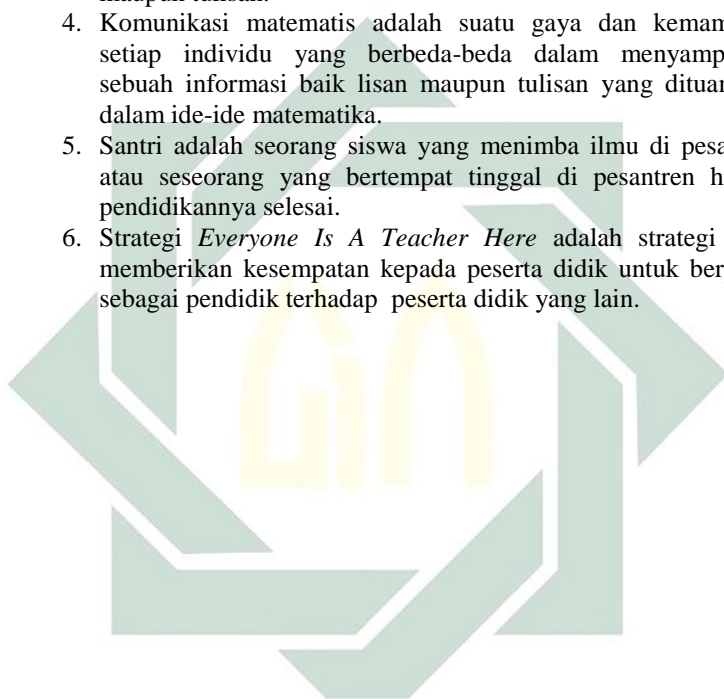 maupun tulisan.
4. Komunikasi matematis adalah suatu gaya dan kemam
setiap individu yang berbeda-beda dalam menyamp
sebuah informasi baik lisan maupun tulisan yang dituan
dalam ide-ide matematika.
5. Santri adalah seorang siswa yang menimba ilmu di pesa
atau seseorang yang bertempat tinggal di pesantren h
pendidikannya selesai.
6. Strategi Everyone Is A Teacher Here adalah strategi
memberikan kesempatan kepada peserta didik untuk ber
sebagai pendidik terhadap peserta didik yang lain.